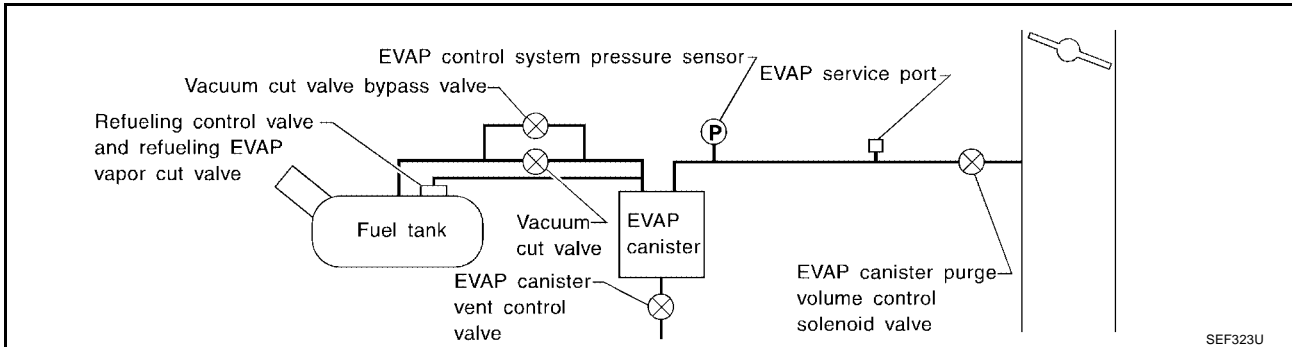 EVAP control system pressure sensor
EVAP service port
Vacuum cut valve bypass valve
Refueling control valve
and refueling EVAP
vapor cut valve
P
Fuel tank
Vacuum
cut valve
EVAP
canister
EVAP canister
vent control
valve
EVAP canister purge
volume control
solenoid valve
SEF323U